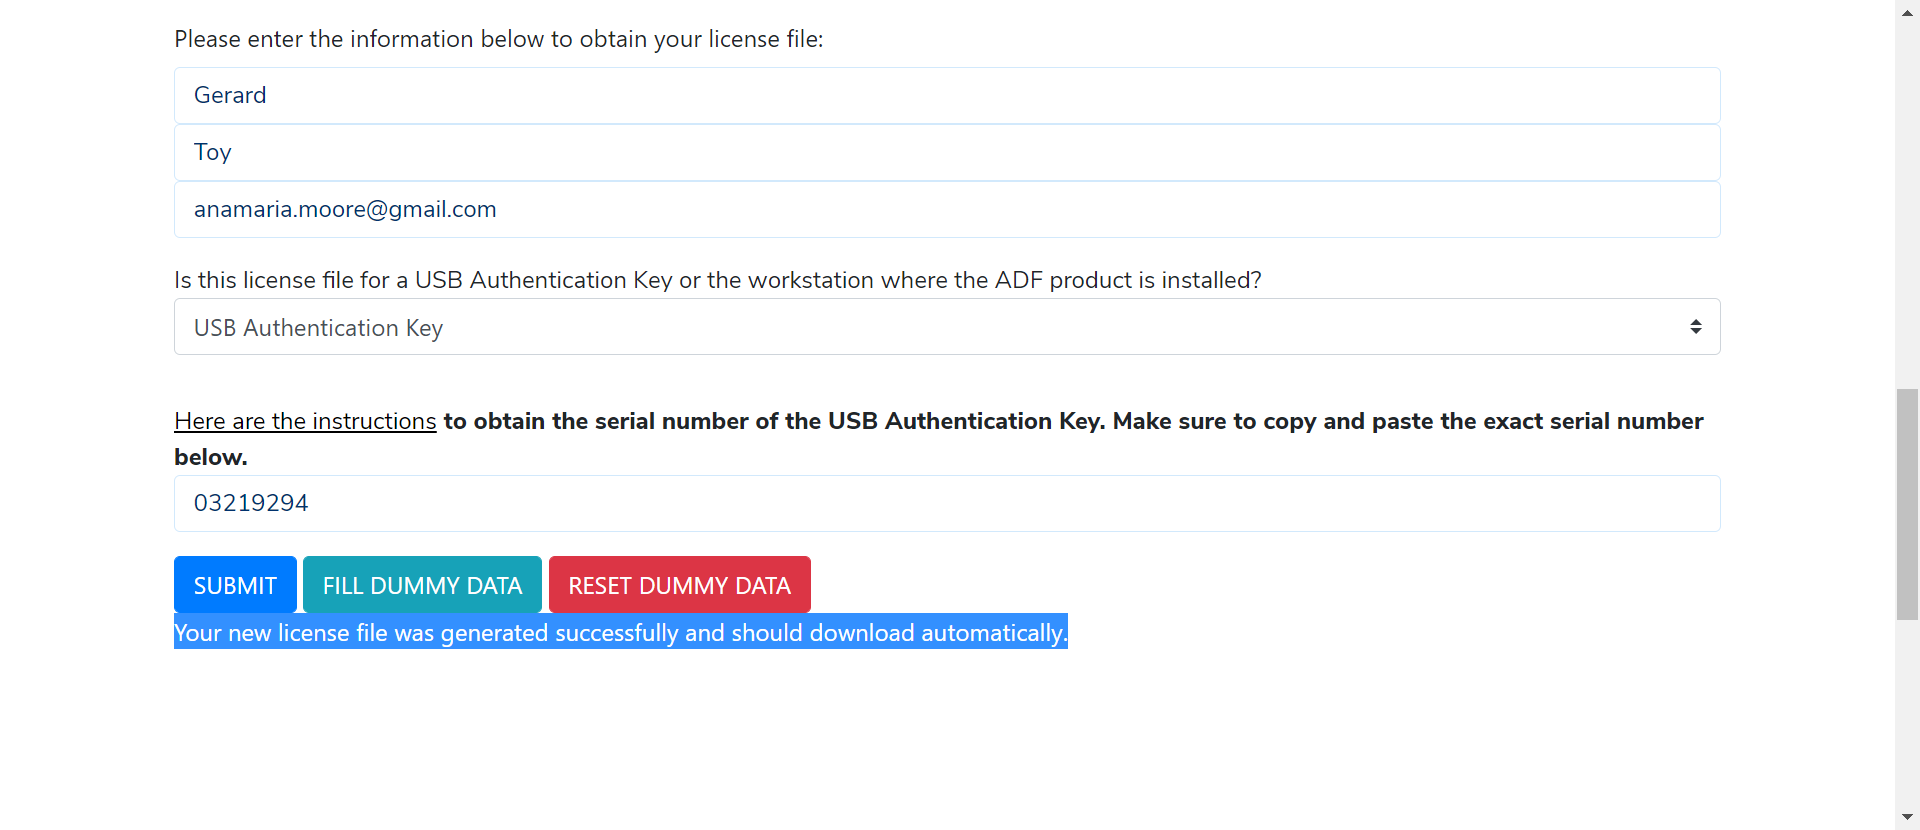 Please enter the information below to obtain your license file:
Gerard
Toy
anamaria.moore@gmail.com
Is this license file for a USB Authentication Key or the workstation where the ADF product is installed?
USB Authentication Key
Here are the instructions to obtain the serial number of the USB Authentication Key. Make sure to copy and paste the exact serial number
below.
03219294
SUBMIT FILL DUMMY DATA RESET DUMMY DATA
Your new license file was generated successfully and should download automatically.